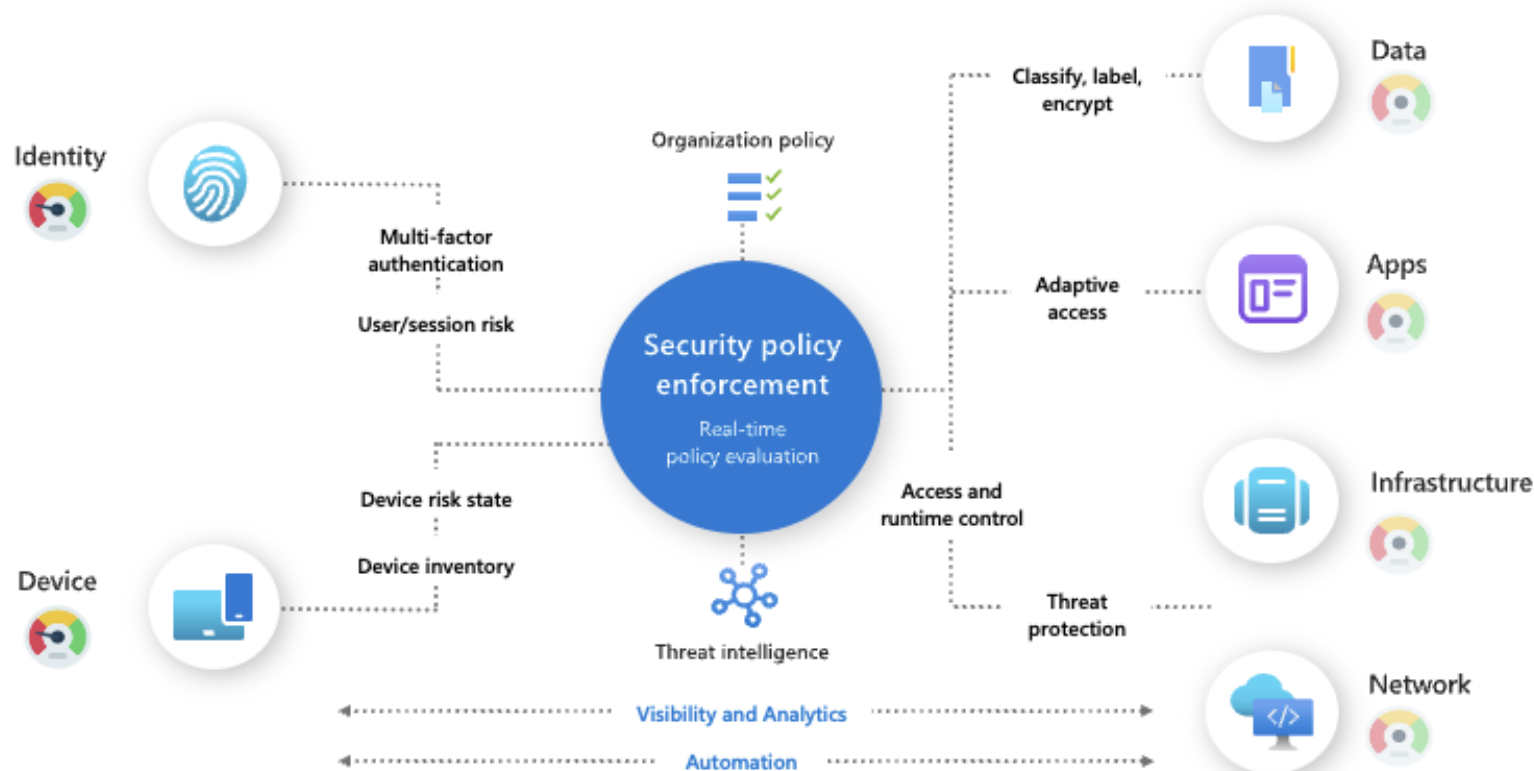 Identity
Multi-factor
authentication
User/session risk
Device
Device risk state
Device inventory
Organization policy
Security policy
enforcement
Real-time
policy evaluation
Threat intelligence
Classify, label,
encrypt
Data
Adaptive
access
Apps
Access and
runtime control
Infrastructure
Threat
protection
Network
</>
Visibility and Analytics
Automation